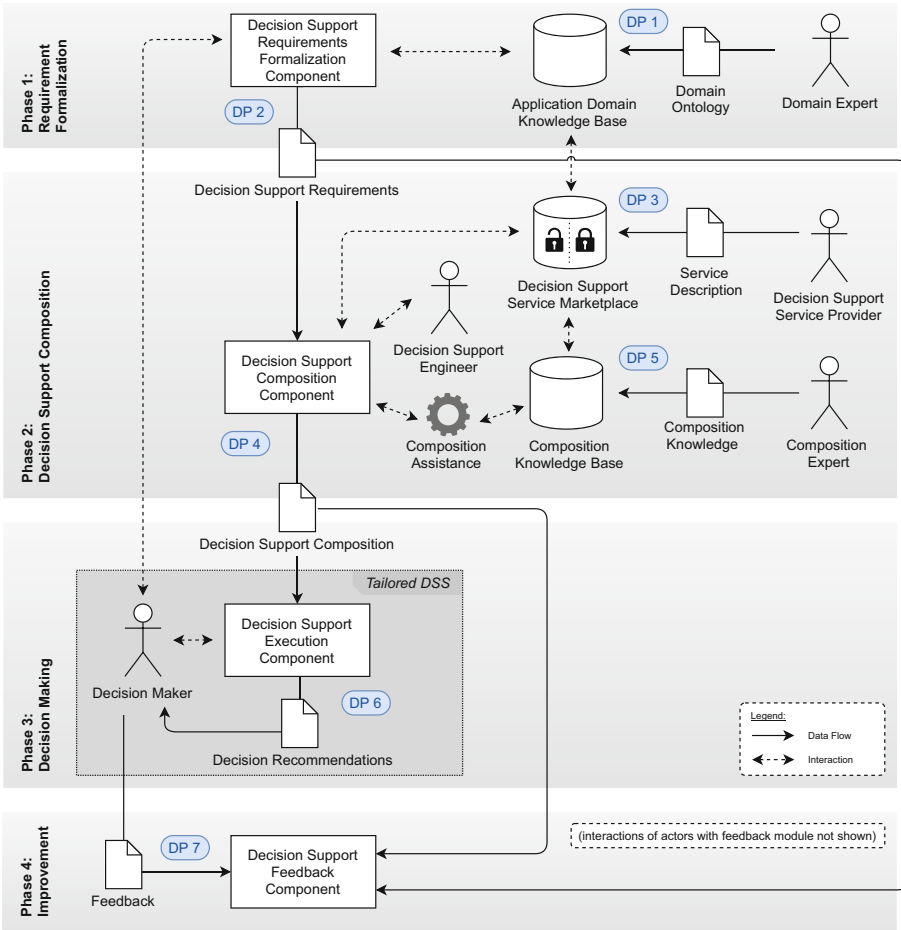 Phase 1:
Requirement
Formalization
Decision Support
Requirements
Formalization
Component
DP 1
Application Domain
Knowledge Base
Domain
Ontology
Domain Expert
DP 2
Decision Support Requirements
Phase 2:
Decision Support Composition
DP 3
Decision Support
Service Marketplace
Service
Description
Decision Support
Service Provider
Decision Support
Engineer
Decision Support
Composition
Component
DP 5
Composition
Assistance
Composition
Knowledge Base
Composition
Knowledge
Composition
Expert
DP 4
Decision Support Composition
Phase 3:
Decision Making
Tailored DSS
Decision Support
Execution
Component
Decision Maker
DP 6
Decision Recommendations
Legend:
Data Flow
Interaction
Phase 4:
Improvement
(interactions of actors with feedback module not shown)
DP 7
Feedback
Decision Support
Feedback
Component